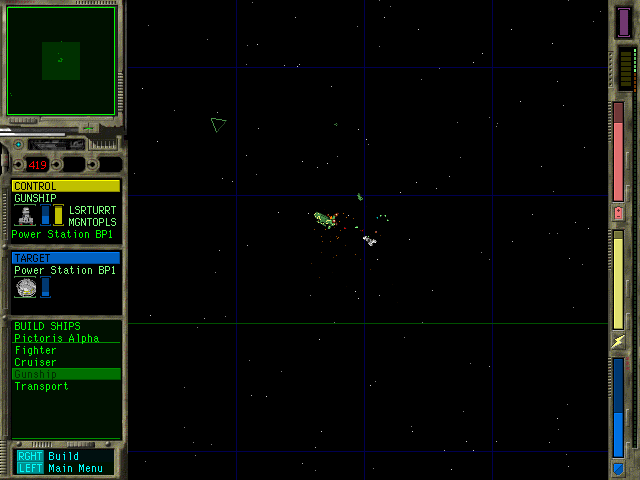 419
CONTROL
GUNSHIP
LSRTURRT
MGNTOPLS
Power Station BP1
TARGET
Power Station BP1
BUILD SHIPS
Pictoris Alpha
Fighter
Cruiser
Gunship
Transport
RGHT Build
LEFT Main Menu